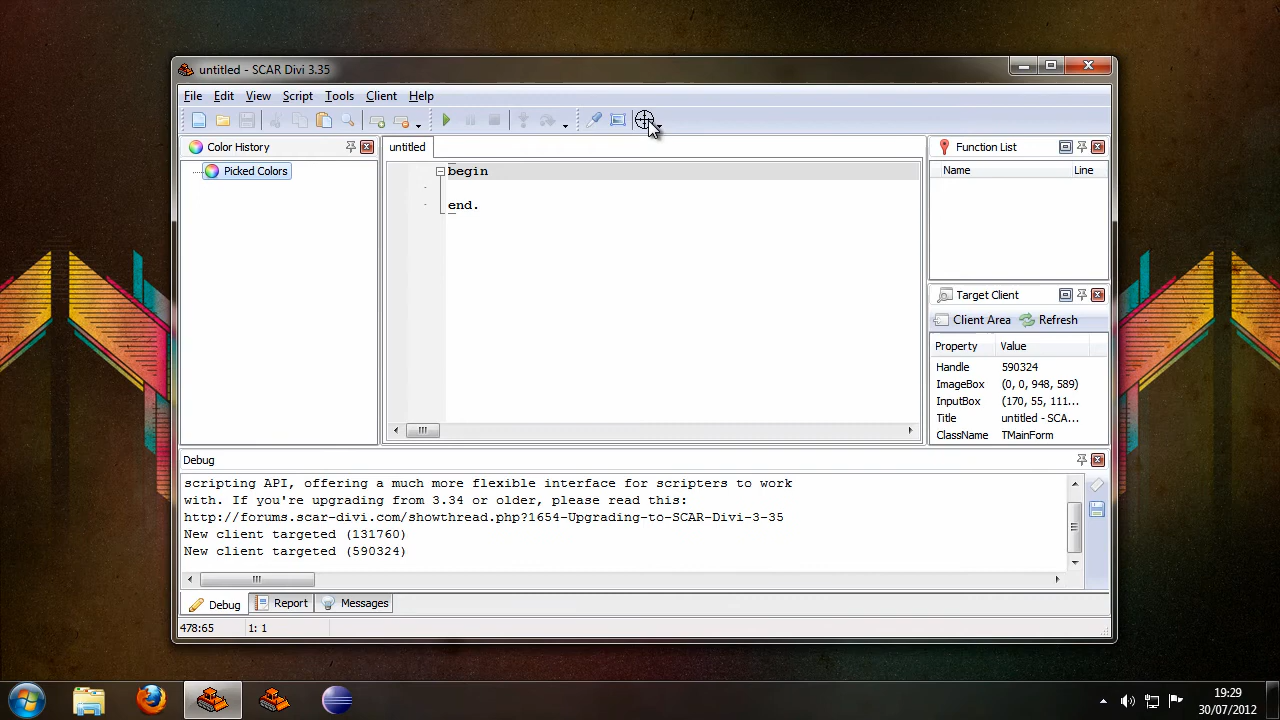 untitled - SCAR Divi 3.35
File Edit View Script Tools Client Help
Color History
untitled
Function List
Picked Colors
begin
Name Line
end.
Target Client
Client Area Refresh
Property Value
Handle 590324
ImageBox (0, 0, 948, 589)
InputBox (170, 55, 111...
Title untitled - SCA...
ClassName TMainForm
Debug
scripting API, offering a much more flexible interface for scripters to work
with. If you're upgrading from 3.34 or older, please read this:
http://forums.scar-divi.com/showthread.php?1654-Upgrading-to-SCAR-Divi-3-35
New client targeted (131760)
New client targeted (590324)
Debug Report Messages
478:65 1: 1
19:29
30/07/2012